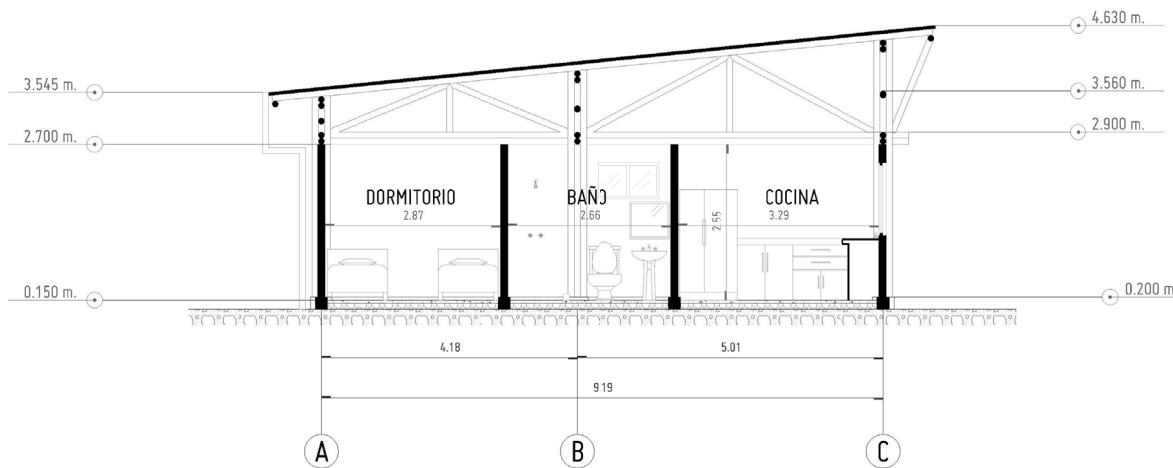 4.630 m.
3.545 m.
3.560 m.
2.900 m.
2.700 m.
DORMITORIO
2.87
BAÑO
2.66
COCINA
3.29
2.55
0.150 m.
0.200 m
4.18
5.01
9.19
A
B
C